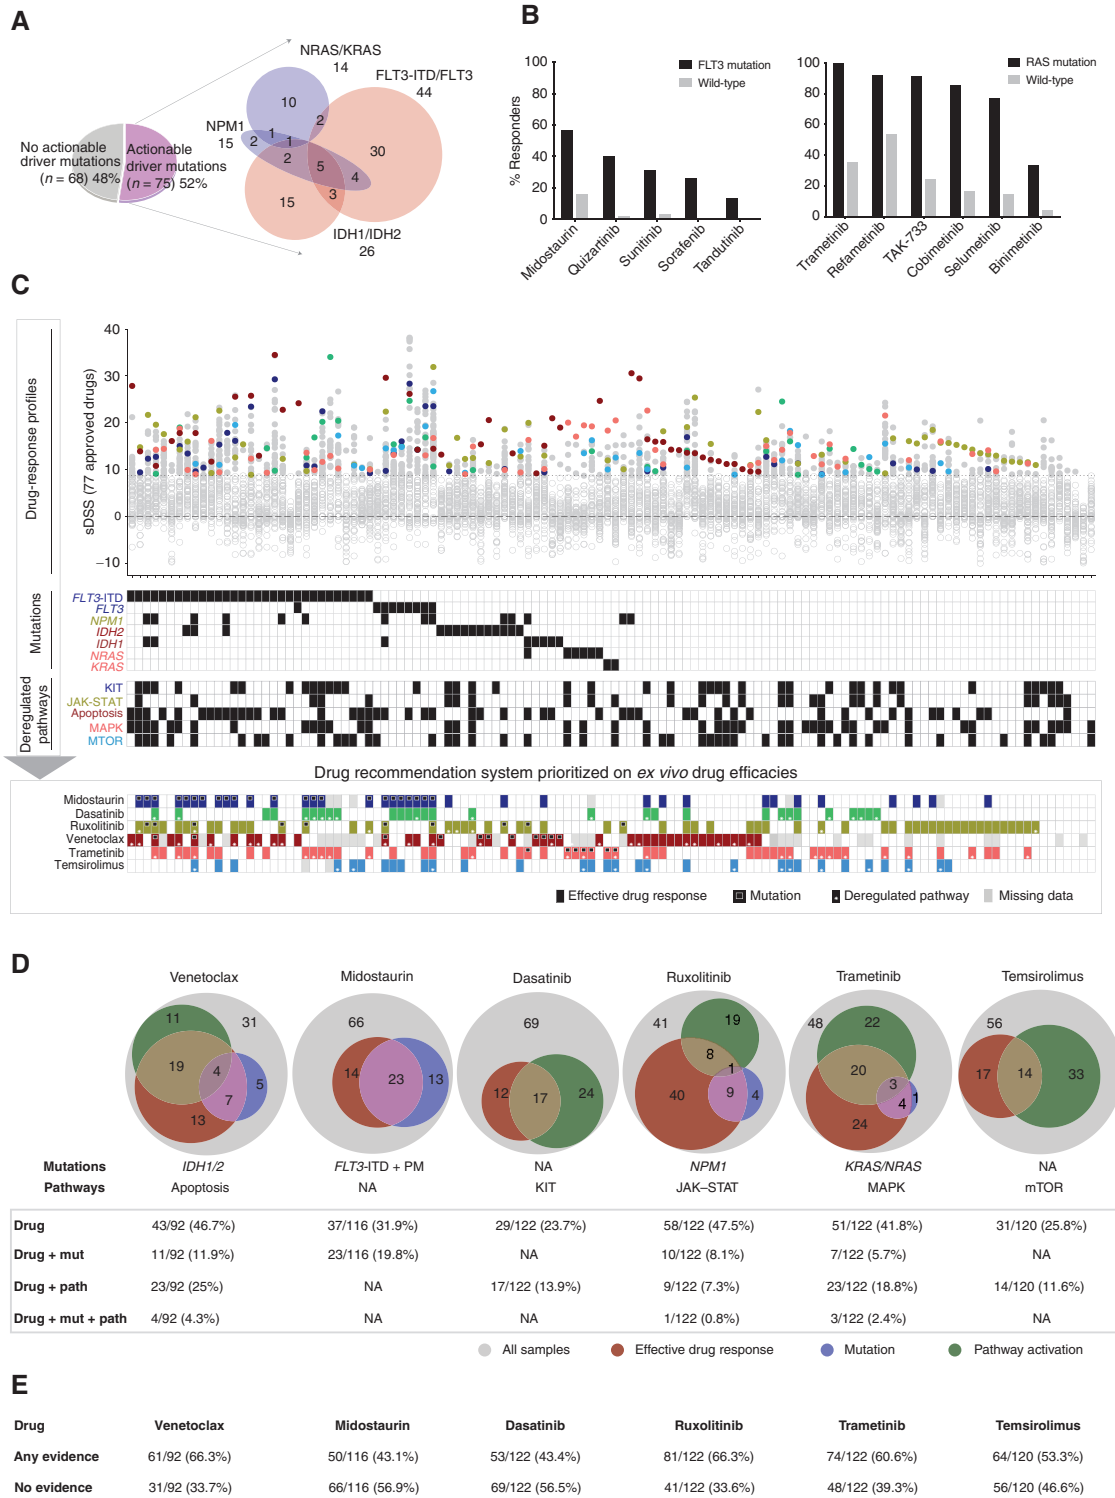 A
NRAS/KRAS
14
FLT3-ITD/FLT3
44
NPM1
15
10
2
1
2
1
2
5
4
30
3
15
IDH1/IDH2
26
No actionable
driver mutations
(n = 68) 48%
Actionable
driver mutations
(n = 75) 52%
B
% Responders
100
80
60
40
20
0
FLT3 mutation
Wild-type
Midostaurin
Quizartinib
Sunitinib
Sorafenib
Tandutinib
100
80
60
40
20
0
RAS mutation
Wild-type
Trametinib
Refametinib
TAK-733
Cobimetinib
Selumetinib
Binimetinib
C
Drug-response profiles
sDSS (77 approved drugs)
40
30
20
10
0
−10
Mutations
FLT3-ITD
FLT3
NPM1
IDH2
IDH1
NRAS
KRAS
Deregulated
pathways
KIT
JAK-STAT
Apoptosis
MAPK
MTOR
Drug recommendation system prioritized on ex vivo drug efficacies
Midostaurin
Dasatinib
Ruxolitinib
Venetoclax
Trametinib
Temsirolimus
Effective drug response Mutation Deregulated pathway Missing data
D
Venetoclax Midostaurin Dasatinib Ruxolitinib Trametinib Temsirolimus
11
31
19
4
5
7
13
66
14
23
13
69
12
17
24
41
19
8
1
40
9
4
48
22
20
3
4
1
24
56
17
14
33
Mutations IDH1/2 FLT3-ITD + PM NA NPM1 KRAS/NRAS NA
Pathways Apoptosis NA KIT JAK–STAT MAPK mTOR
Drug 43/92 (46.7%) 37/116 (31.9%) 29/122 (23.7%) 58/122 (47.5%) 51/122 (41.8%) 31/120 (25.8%)
Drug + mut 11/92 (11.9%) 23/116 (19.8%) NA 10/122 (8.1%) 7/122 (5.7%) NA
Drug + path 23/92 (25%) NA 17/122 (13.9%) 9/122 (7.3%) 23/122 (18.8%) 14/120 (11.6%)
Drug + mut + path 4/92 (4.3%) NA NA 1/122 (0.8%) 3/122 (2.4%) NA
All samples Effective drug response Mutation Pathway activation
E
Drug Venetoclax Midostaurin Dasatinib Ruxolitinib Trametinib Temsirolimus
Any evidence 61/92 (66.3%) 50/116 (43.1%) 53/122 (43.4%) 81/122 (66.3%) 74/122 (60.6%) 64/120 (53.3%)
No evidence 31/92 (33.7%) 66/116 (56.9%) 69/122 (56.5%) 41/122 (33.6%) 48/122 (39.3%) 56/120 (46.6%)